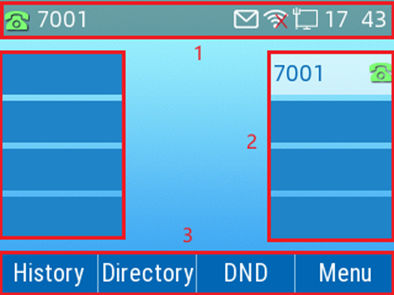 7001 17 43
1
7001
2
3
History Directory DND Menu